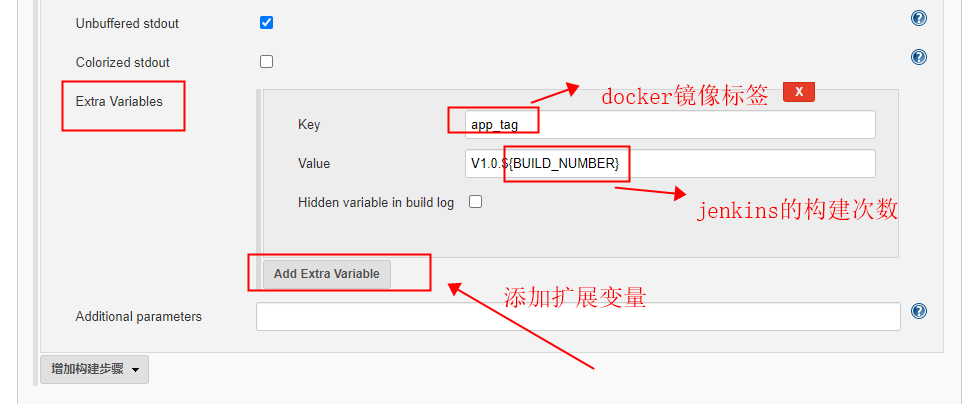 Unbuffered stdout
?
Colorized stdout
?
Extra Variables
X
docker镜像标签
Key
app_tag
Value
V1.0.${BUILD_NUMBER}
Hidden variable in build log
jenkins的构建次数
Add Extra Variable
添加扩展变量
Additional parameters
?
增加构建步骤